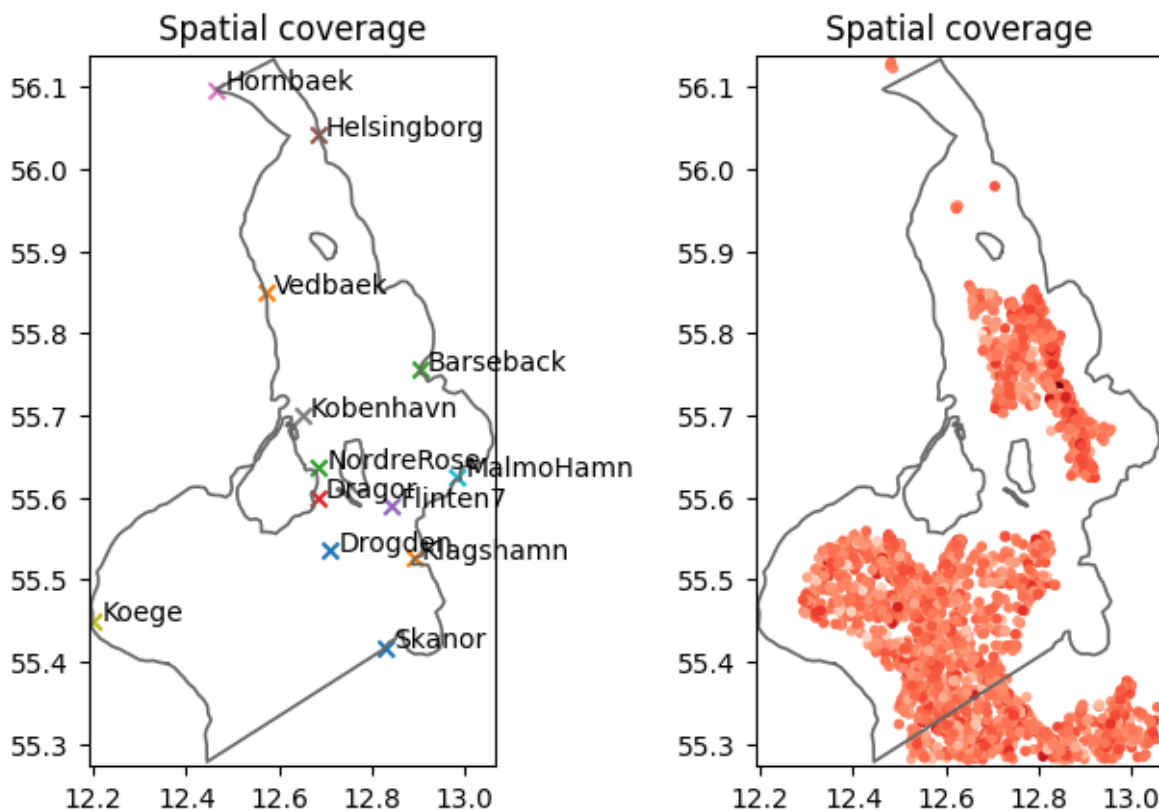 Spatial coverage
56.1
56.0
55.9
55.8
55.7
55.6
55.5
55.4
55.3
12.2 12.4 12.6 12.8 13.0
Hornbaek
Helsingborg
Vedbaek
Barseback
Kobenhavn
NordreRose
MalmoHamn
Dragor
Flinten7
Drogden
Klagshamn
Koege
Skanor
Spatial coverage
56.1
56.0
55.9
55.8
55.7
55.6
55.5
55.4
55.3
12.2 12.4 12.6 12.8 13.0